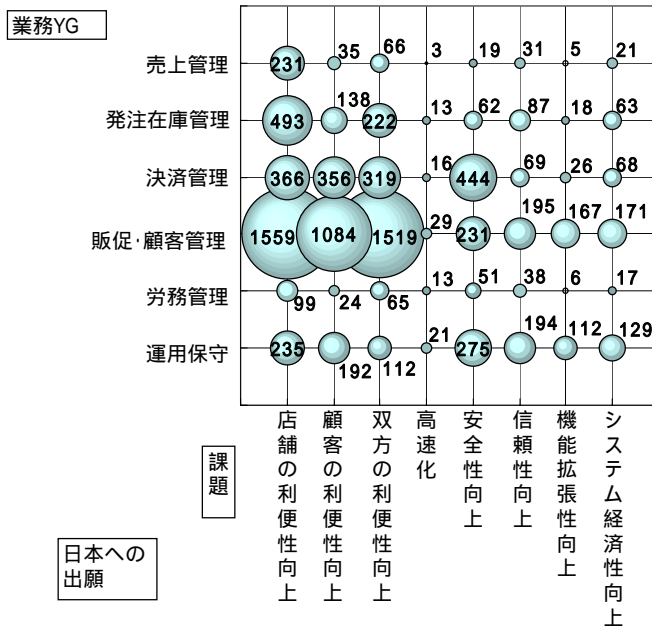 業務YG
売上管理
231 35 66 3 19 31 5 21
発注在庫管理
493 138 222 13 62 87 18 63
決済管理
366 356 319 16 444 69 26 68
販促･顧客管理
1559 1084 1519 29 231 195 167 171
労務管理
99 24 65 13 51 38 6 17
運用保守
235 192 112 21 275 194 112 129
課題
店舗の利便性向上
顧客の利便性向上
双方の利便性向上
高速化
安全性向上
信頼性向上
機能拡張性向上
システム経済性向上
日本への
出願